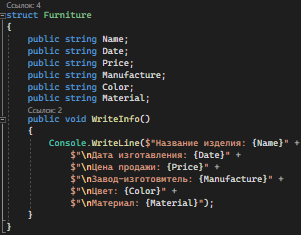 Ссылок: 4
struct Furniture
{
public string Name;
public string Date;
public string Price;
public string Manufacture;
public string Color;
public string Material;
Ссылок: 2
public void WriteInfo()
{
Console.WriteLine($"Название изделия: {Name}" +
$"\nДата изготавления: {Date}" +
$"\nЦена продажи: {Price}" +
$"\nЗавод-изготовитель: {Manufacture}" +
$"\nЦвет: {Color}" +
$"\nМатериал: {Material}");
}
}